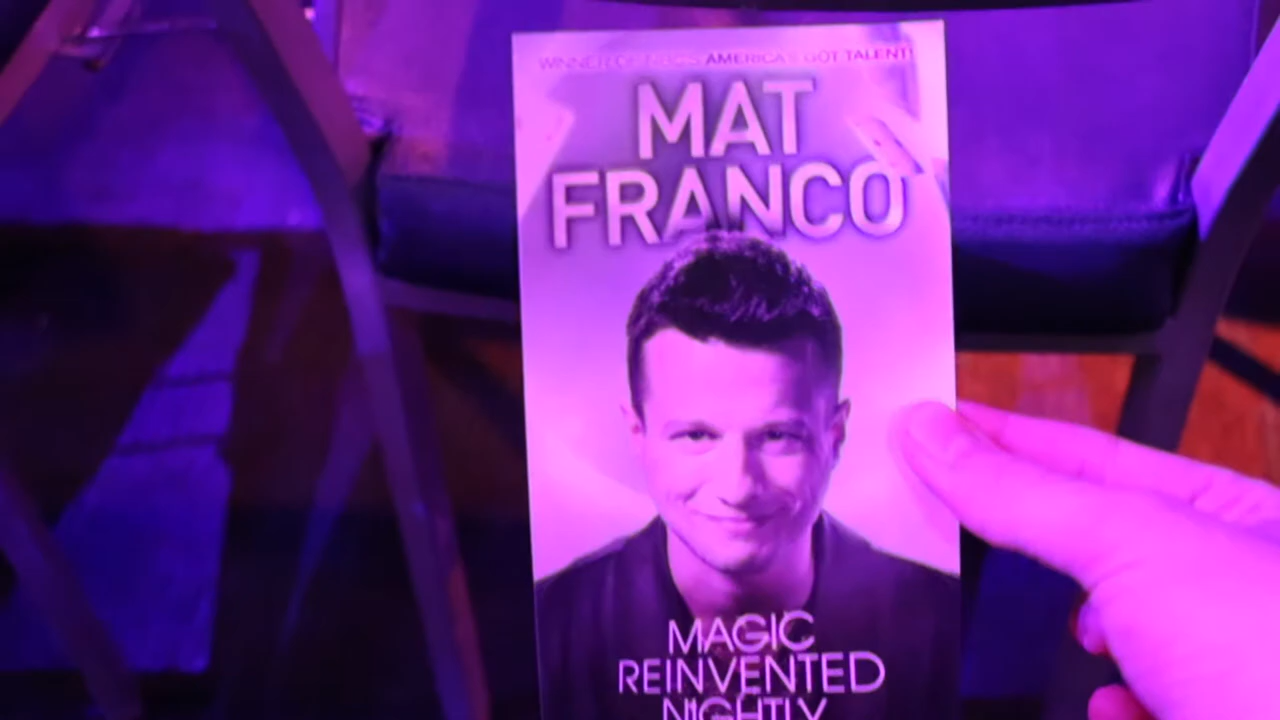 WINNER OF NBC'S AMERICA'S GOT TALENT!
MAT
FRANCO
MAGIC
REINVENTED
NIGHTLY